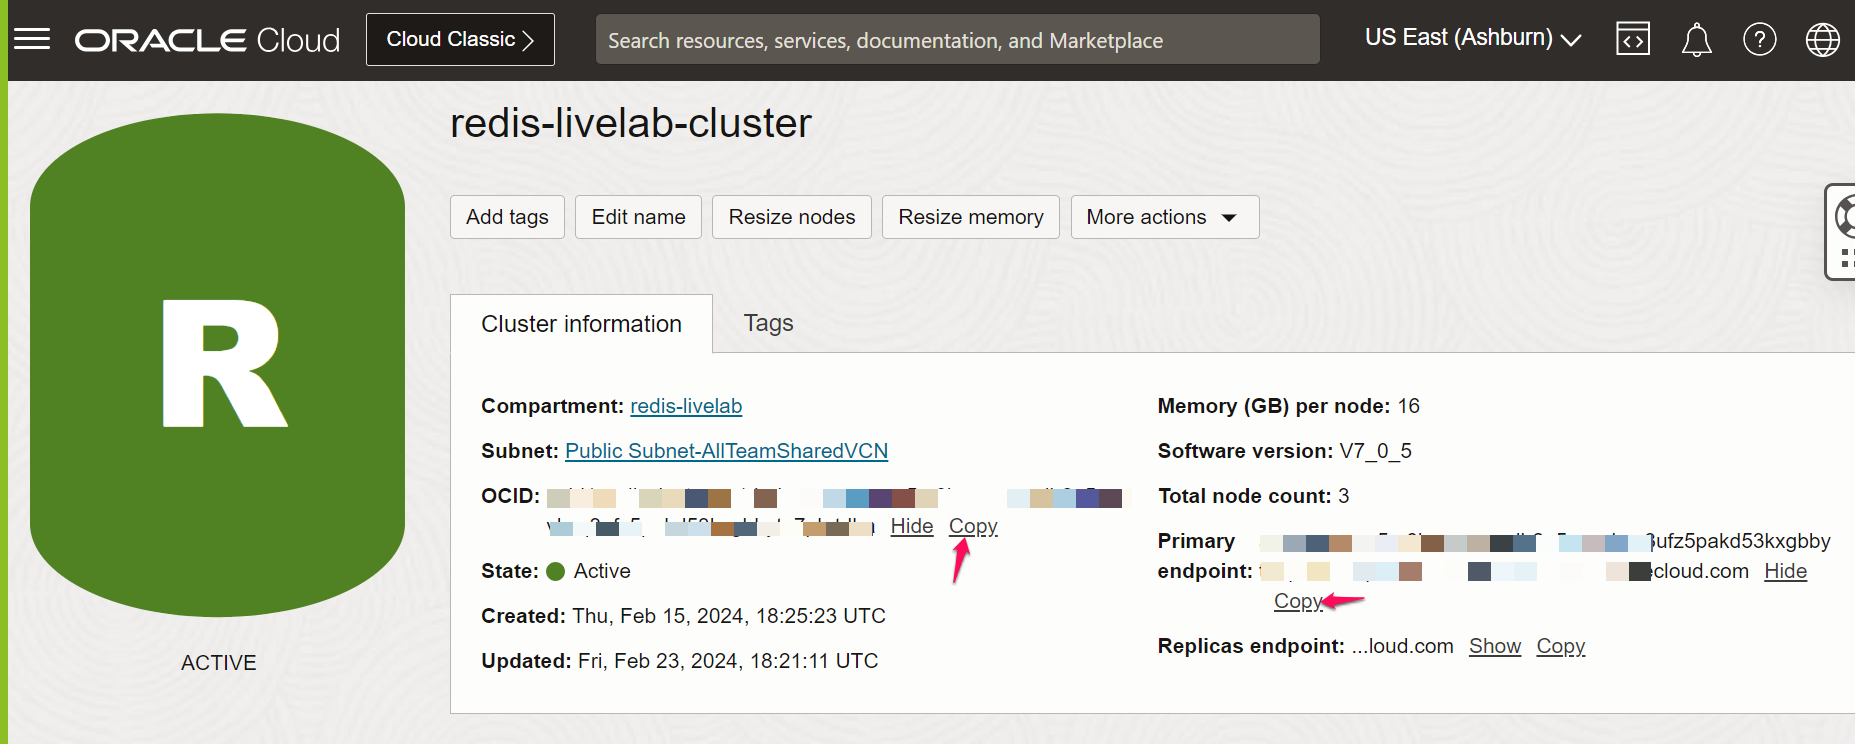 ORACLE Cloud
Cloud Classic
Search resources, services, documentation, and Marketplace
US East (Ashburn)
redis-livelab-cluster
Add tags
Edit name
Resize nodes
Resize memory
More actions
R
ACTIVE
Cluster information
Tags
Compartment: redis-livelab
Subnet: Public Subnet-AllTeamSharedVCN
OCID:
Hide Copy
State: Active
Created: Thu, Feb 15, 2024, 18:25:23 UTC
Updated: Fri, Feb 23, 2024, 18:21:11 UTC
Memory (GB) per node: 16
Software version: V7_0_5
Total node count: 3
Primary ufz5pakd53kxgbby
endpoint: ecloud.com Hide
Copy
Replicas endpoint: ...loud.com Show Copy